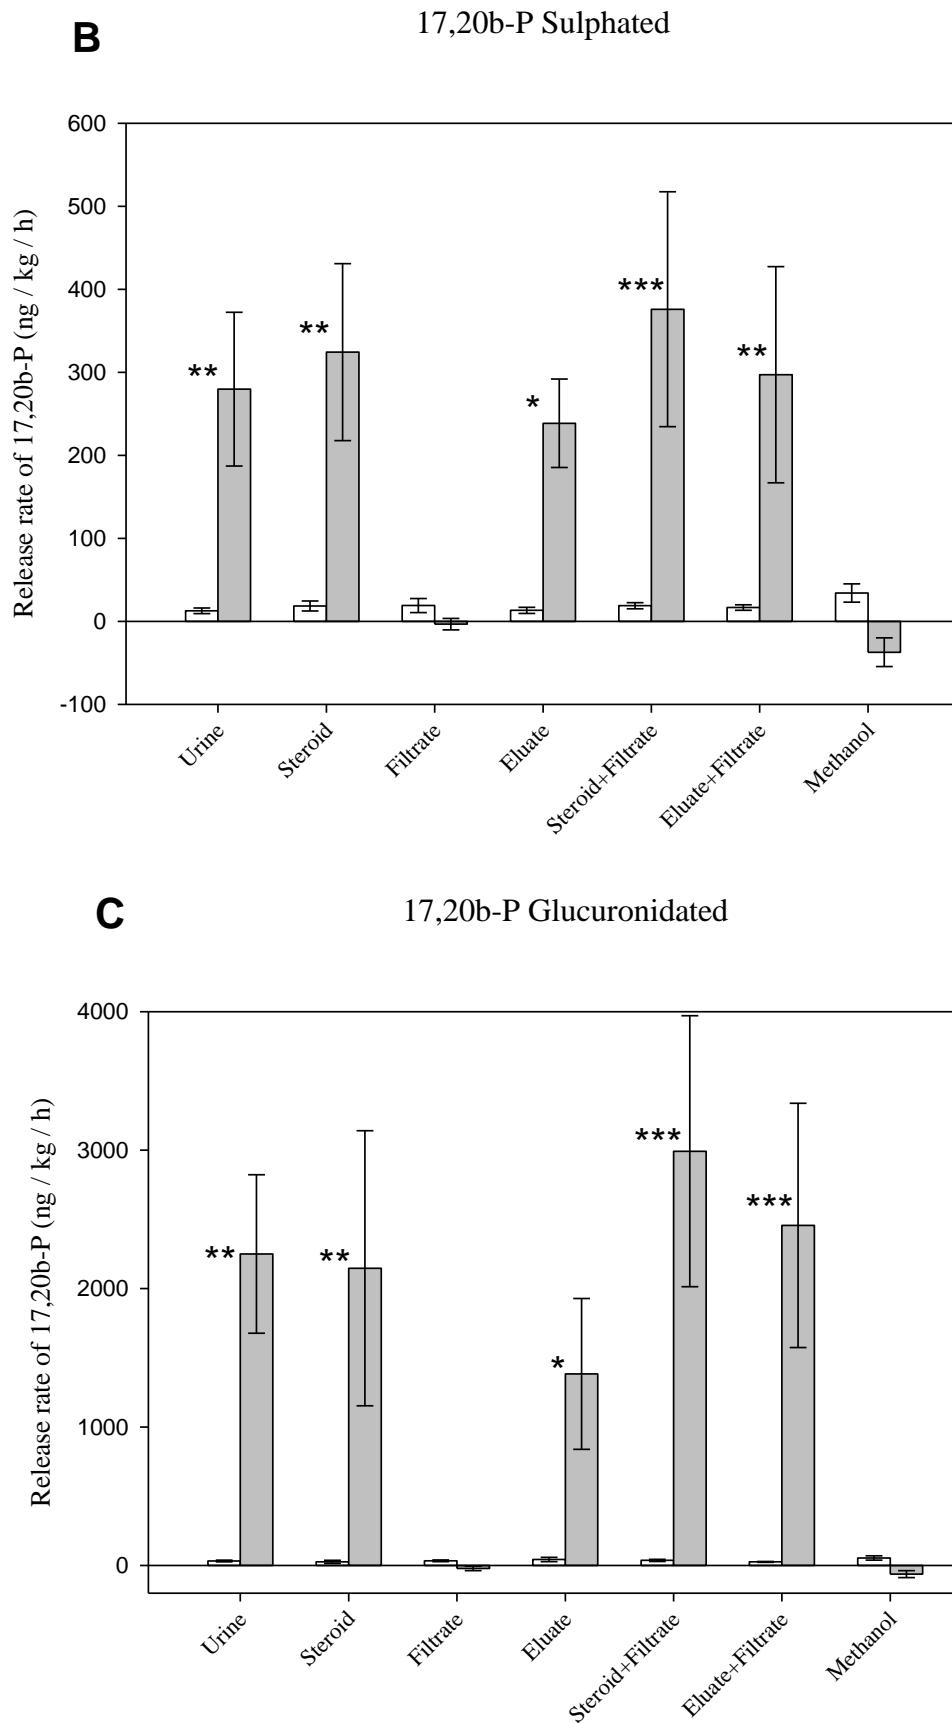 B
17,20b-P Sulphated
Release rate of 17,20b-P (ng / kg / h)
600
500
400
300
200
100
0
-100
**
**
*
***
**
Urine
Steroid
Filtrate
Eluate
Steroid+Filtrate
Eluate+Filtrate
Methanol
C
17,20b-P Glucuronidated
Release rate of 17,20b-P (ng / kg / h)
4000
3000
2000
1000
0
**
**
*
***
***
Urine
Steroid
Filtrate
Eluate
Steroid+Filtrate
Eluate+Filtrate
Methanol